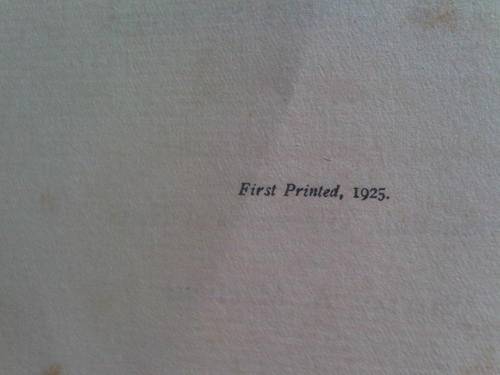 First Printed, 1925.